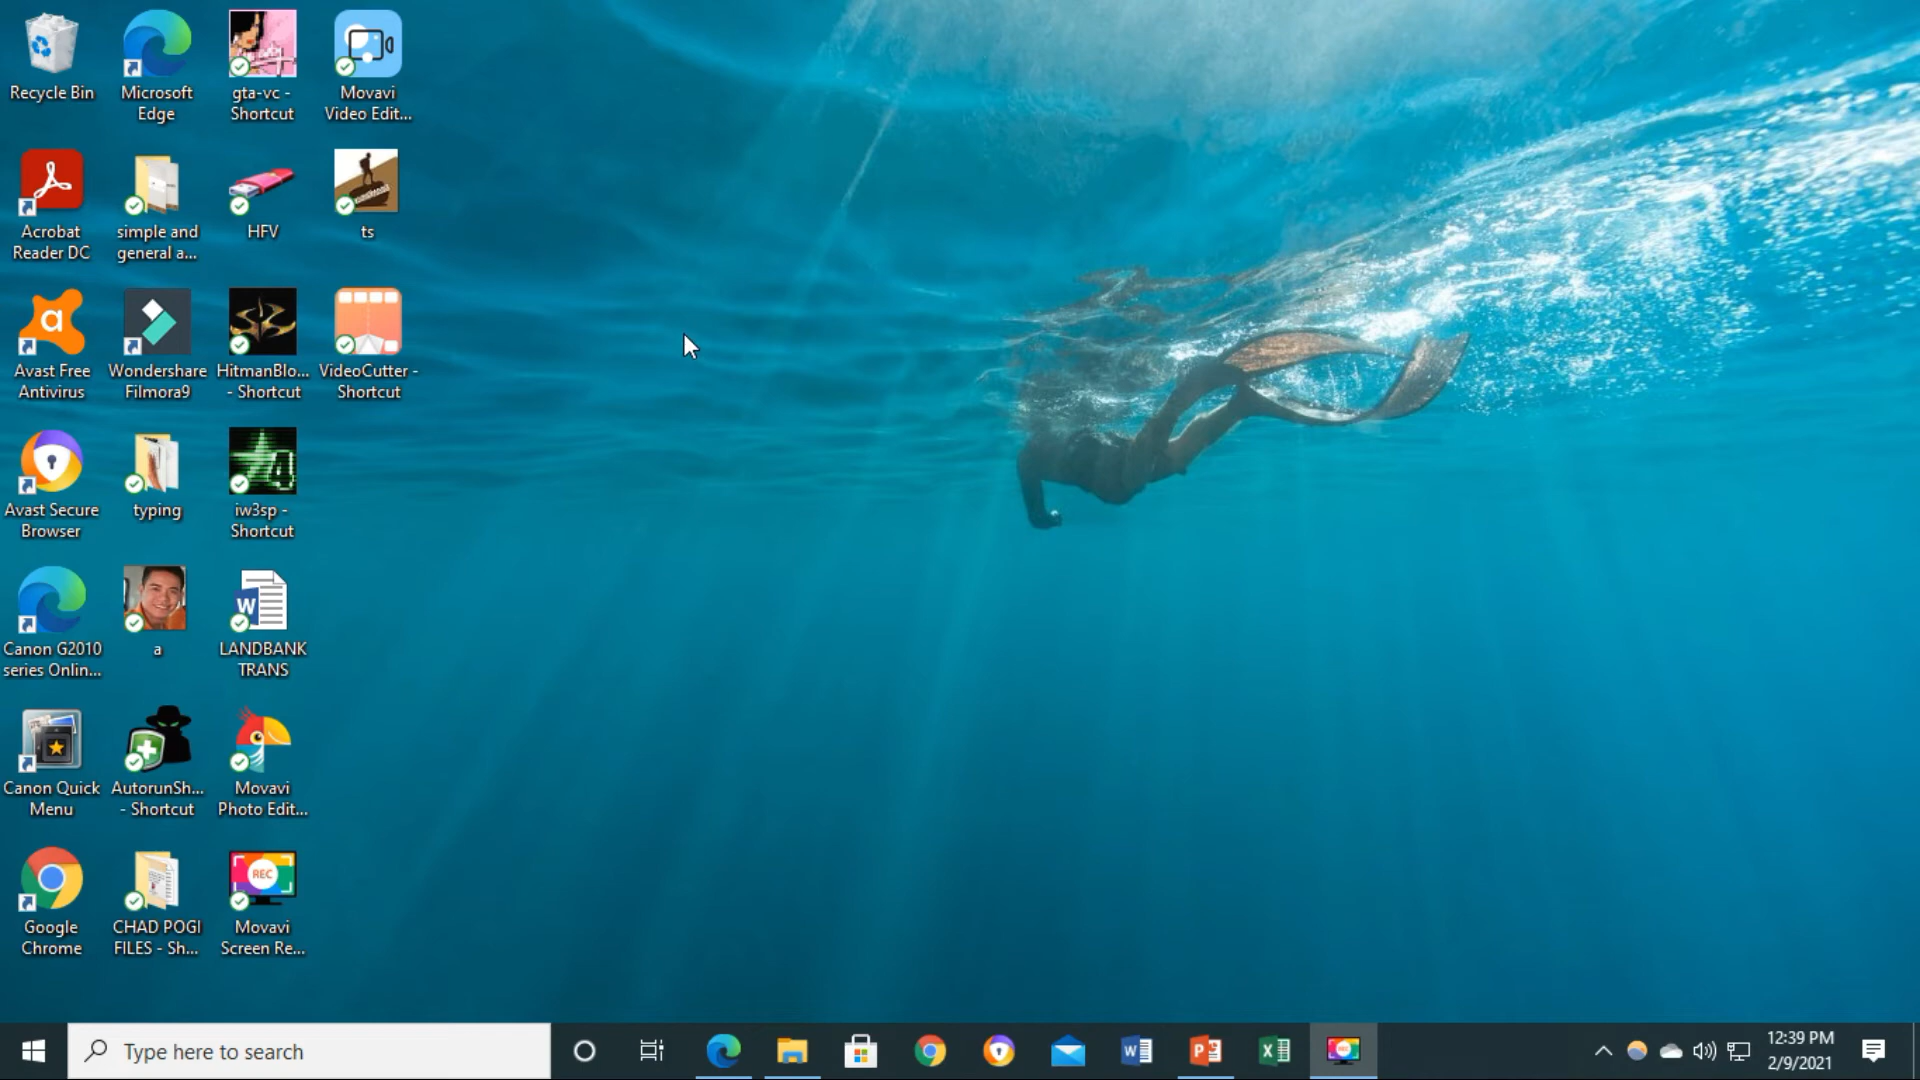 Recycle Bin
Microsoft
Edge
gta-vc -
Shortcut
Movavi
Video Edit...
Acrobat
Reader DC
simple and
general a...
HFV
ts
Avast Free
Antivirus
Wondershare
Filmora9
HitmanBlo...
- Shortcut
VideoCutter -
Shortcut
Avast Secure
Browser
typing
iw3sp -
Shortcut
Canon G2010
series Onlin...
a
LANDBANK
TRANS
Canon Quick
Menu
AutorunSh...
- Shortcut
Movavi
Photo Edit...
REC
Google
Chrome
CHAD POGI
FILES - Sh...
Movavi
Screen Re...
Type here to search
12:39 PM
2/9/2021